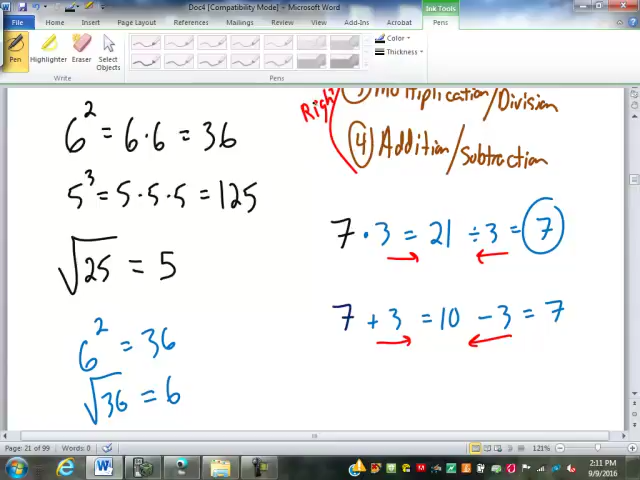 Doc4 [Compatibility Mode] - Microsoft Word
Ink Tools
File Home Insert Page Layout References Mailings Review View Add-Ins Acrobat Pens
Pen Highlighter Eraser Select Objects
Color
Thickness
Write Pens
Right
3) Multiplication/Division
4) Addition/Subtraction
6² = 6·6 = 36
5³ = 5·5·5 = 125
√25 = 5
6² = 36
√36 = 6
7·3 = 21 ÷3 = 7
7 +3 = 10 -3 = 7
Page: 21 of 99 Words: 0 121%
2:11 PM
9/9/2016